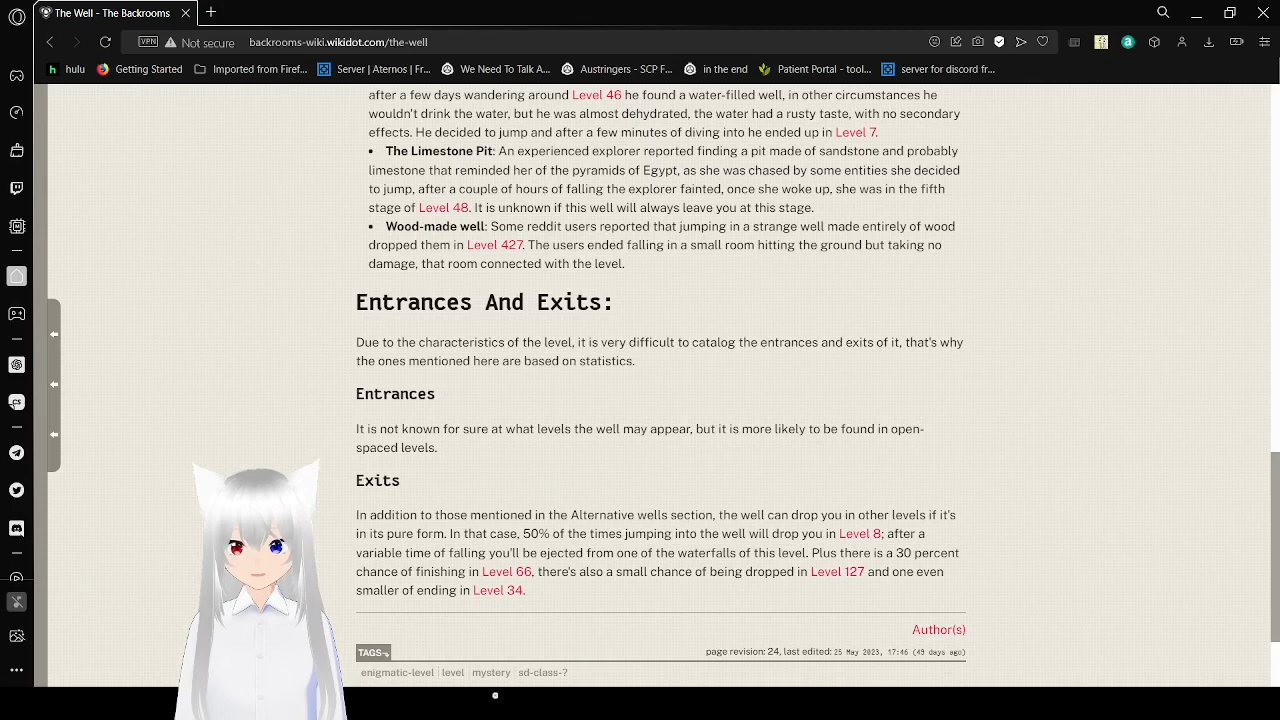 The Well - The Backrooms
VPN
Not secure
backrooms-wiki.wikidot.com/the-well
hulu
Getting Started
Imported from Firef...
Server | Aternos | Fr...
We Need To Talk A...
Austringers - SCP F...
in the end
Patient Portal - tool...
server for discord fr...
after a few days wandering around Level 46 he found a water-filled well, in other circumstances he
wouldn't drink the water, but he was almost dehydrated, the water had a rusty taste, with no secondary
effects. He decided to jump and after a few minutes of diving into he ended up in Level 7.
• The Limestone Pit: An experienced explorer reported finding a pit made of sandstone and probably
limestone that reminded her of the pyramids of Egypt, as she was chased by some entities she decided
to jump, after a couple of hours of falling the explorer fainted, once she woke up, she was in the fifth
stage of Level 48. It is unknown if this well will always leave you at this stage.
• Wood-made well: Some reddit users reported that jumping in a strange well made entirely of wood
dropped them in Level 427. The users ended falling in a small room hitting the ground but taking no
damage, that room connected with the level.
Entrances And Exits:
Due to the characteristics of the level, it is very difficult to catalog the entrances and exits of it, that's why
the ones mentioned here are based on statistics.
Entrances
It is not known for sure at what levels the well may appear, but it is more likely to be found in open-
spaced levels.
Exits
In addition to those mentioned in the Alternative wells section, the well can drop you in other levels if it's
in its pure form. In that case, 50% of the times jumping into the well will drop you in Level 8; after a
variable time of falling you'll be ejected from one of the waterfalls of this level. Plus there is a 30 percent
chance of finishing in Level 66, there's also a small chance of being dropped in Level 127 and one even
smaller of ending in Level 34.
Author(s)
TAGS
page revision: 24, last edited: 25 May 2023, 17:46 (49 days ago)
enigmatic-level level mystery sd-class-?